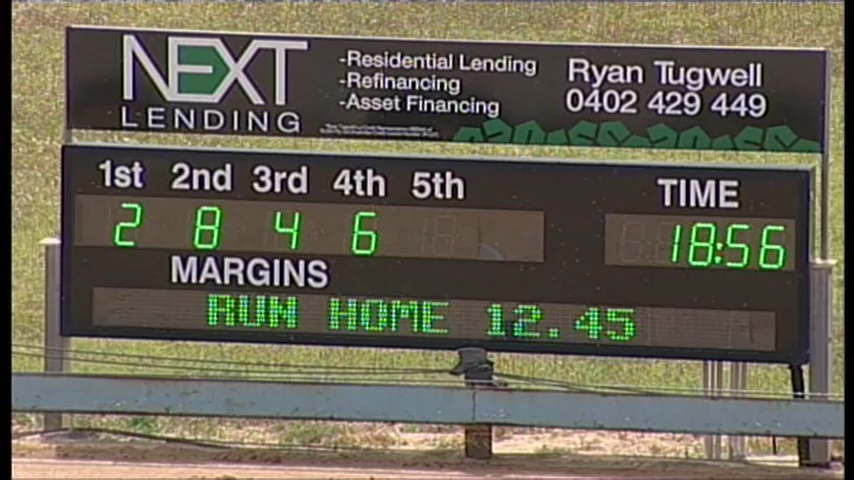 NEXT
LENDING
-Residential Lending
-Refinancing
-Asset Financing
Ryan Tugwell
0402 429 449
1st 2nd 3rd 4th 5th TIME
2 8 4 6 18:56
MARGINS
RUN HOME 12.45